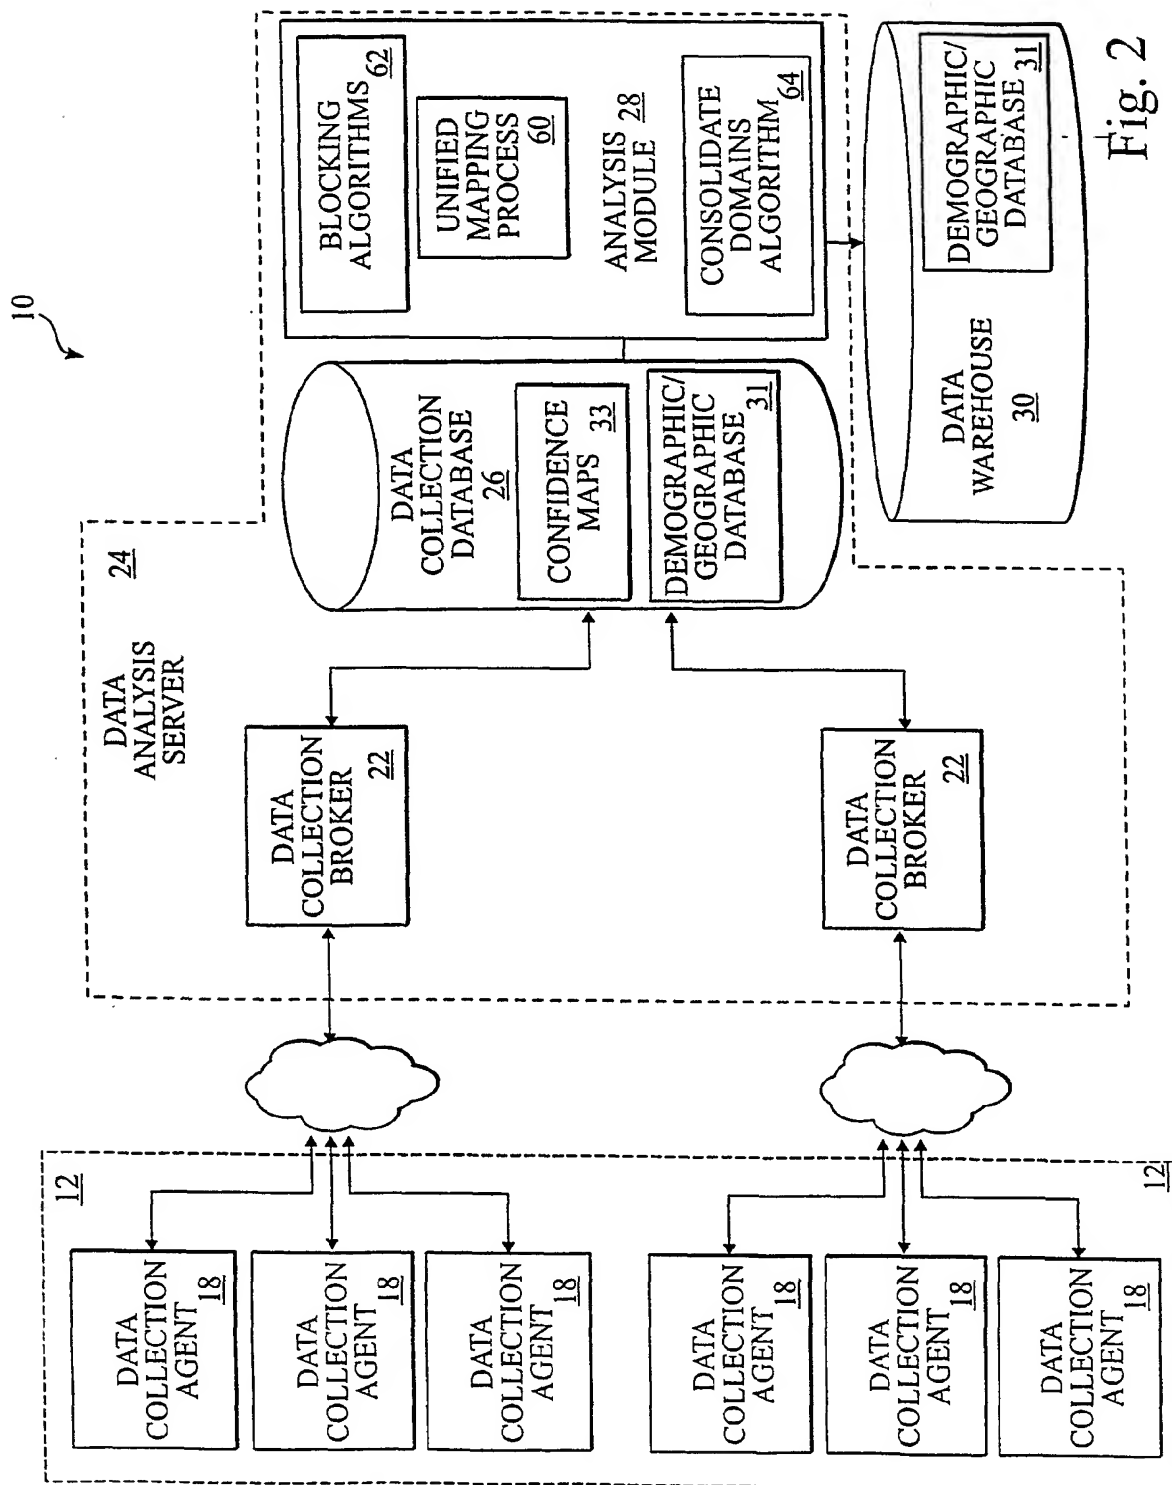 10
DATA
ANALYSIS
SERVER
24
12
DATA
COLLECTION
AGENT
18
DATA
COLLECTION
AGENT
18
DATA
COLLECTION
AGENT
18
DATA
COLLECTION
AGENT
18
DATA
COLLECTION
AGENT
18
DATA
COLLECTION
AGENT
18
12
DATA
COLLECTION
BROKER
22
DATA
COLLECTION
BROKER
22
DATA
COLLECTION
DATABASE
26
CONFIDENCE
MAPS
33
DEMOGRAPHIC/
GEOGRAPHIC
DATABASE
31
BLOCKING
ALGORITHMS
62
UNIFIED
MAPPING
PROCESS
60
ANALYSIS
MODULE
28
CONSOLIDATE
DOMAINS
ALGORITHM
64
DATA
WAREHOUSE
30
DEMOGRAPHIC/
GEOGRAPHIC
DATABASE
31
Fig. 2